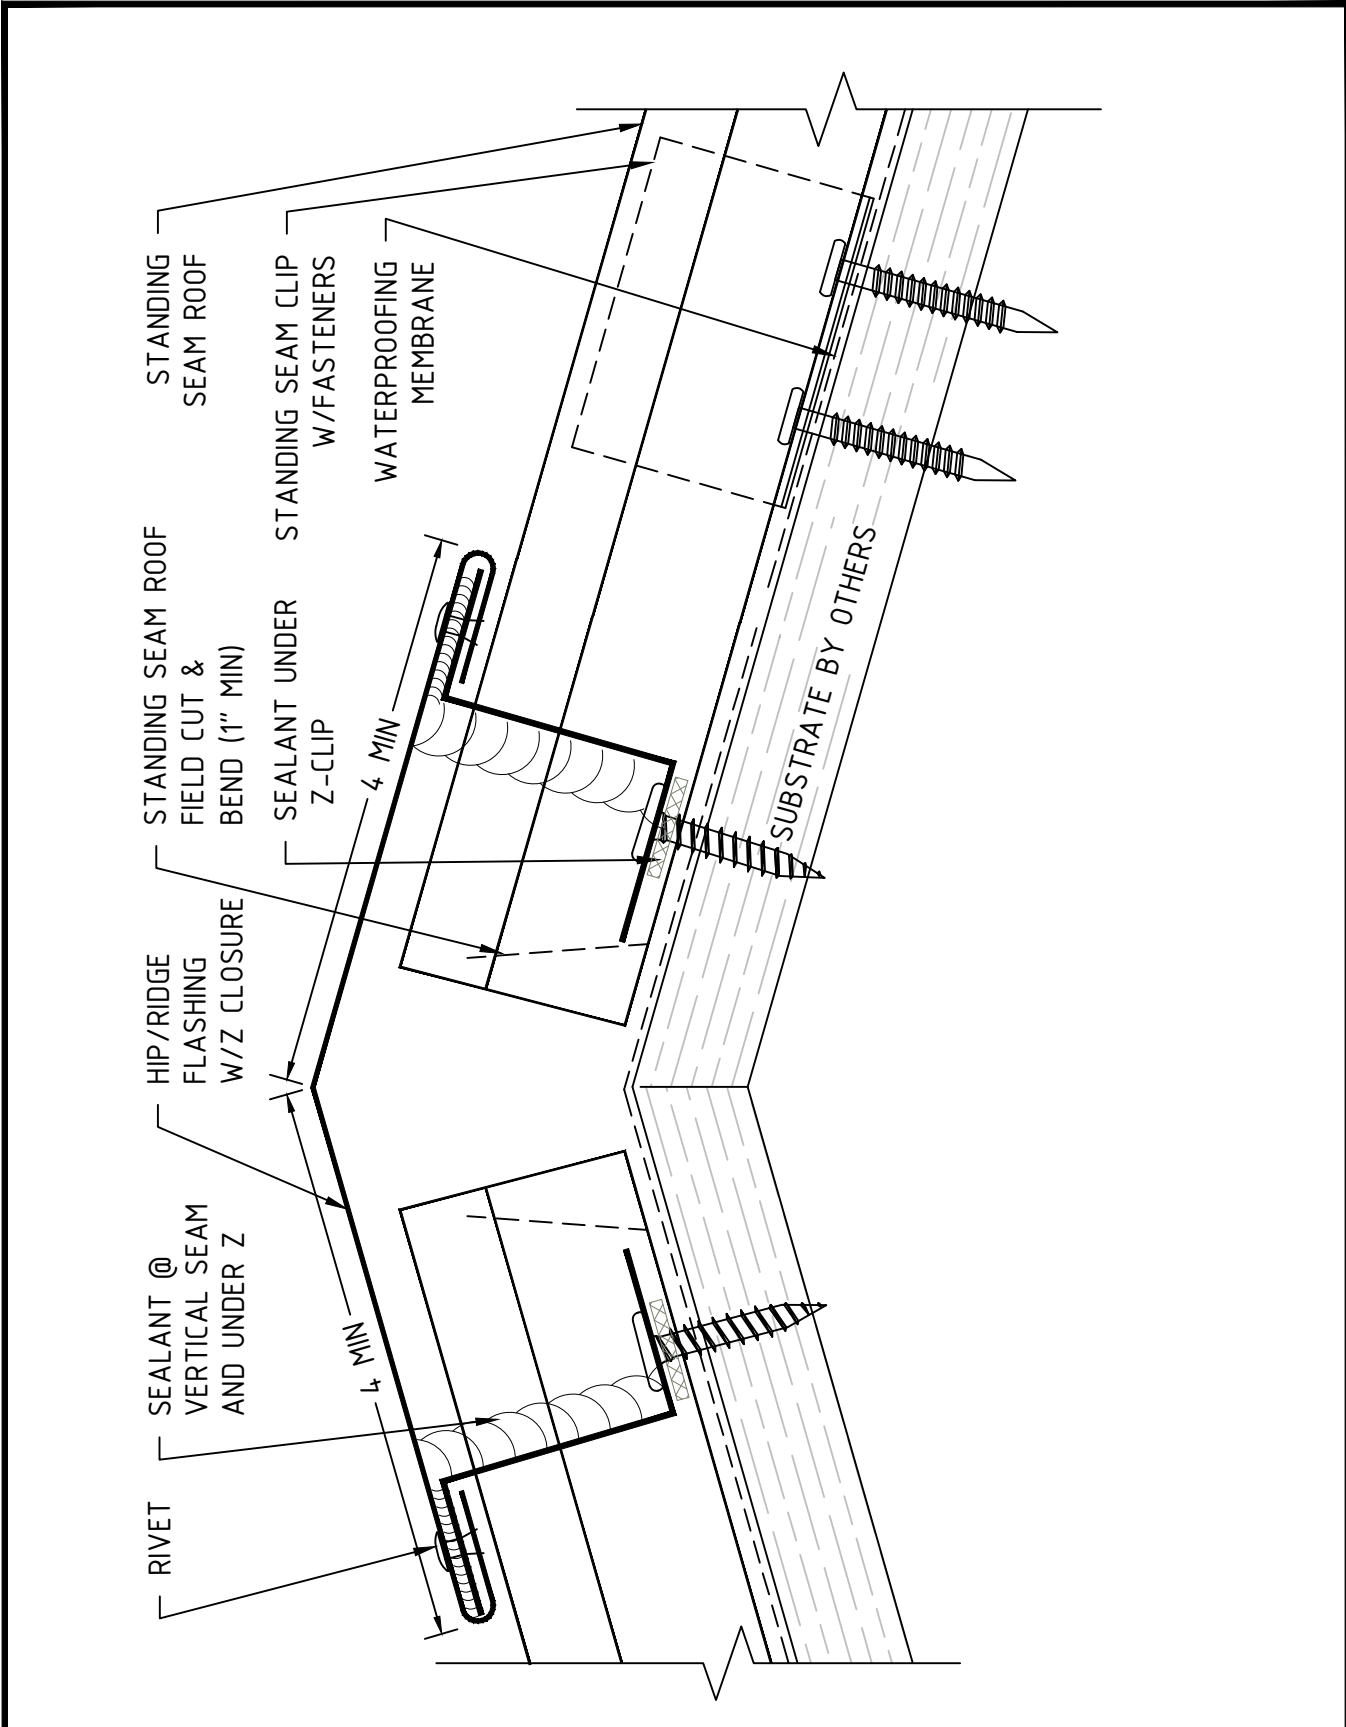 RIVET
SEALANT @
VERTICAL SEAM
AND UNDER Z
HIP/RIDGE
FLASHING
W/Z CLOSURE
STANDING SEAM ROOF
FIELD CUT &
BEND (1" MIN)
SEALANT UNDER
Z-CLIP
STANDING
SEAM ROOF
STANDING SEAM CLIP
W/FASTENERS
WATERPROOFING
MEMBRANE
4 MIN
4 MIN
SUBSTRATE BY OTHERS